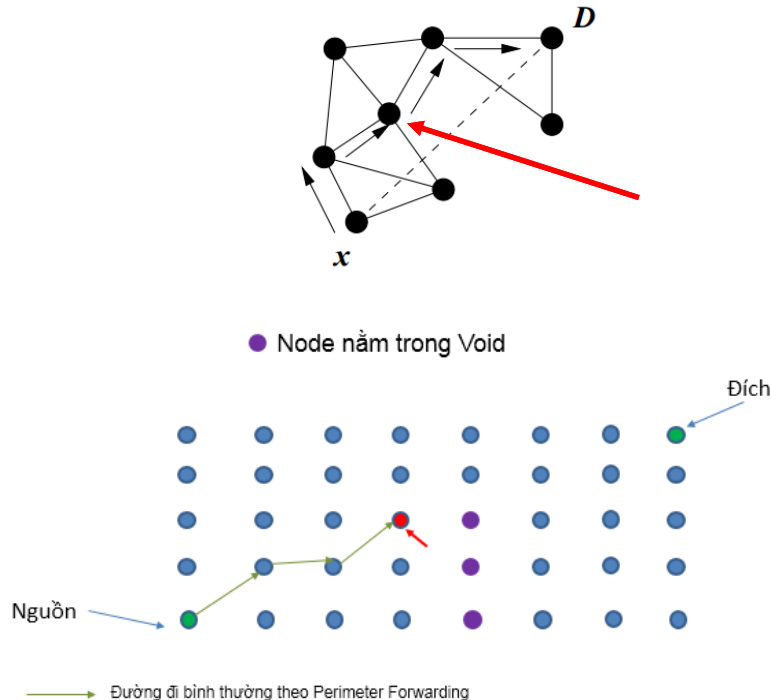 D
x
Node nằm trong Void
Đích
Nguồn
Đường đi bình thường theo Perimeter Forwarding